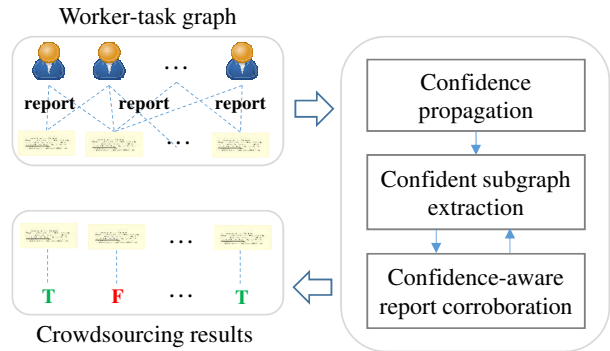 Worker-task graph
...
report report report
...
Confidence
propagation
Confident subgraph
extraction
Confidence-aware
report corroboration
...
T F ... T
Crowdsourcing results